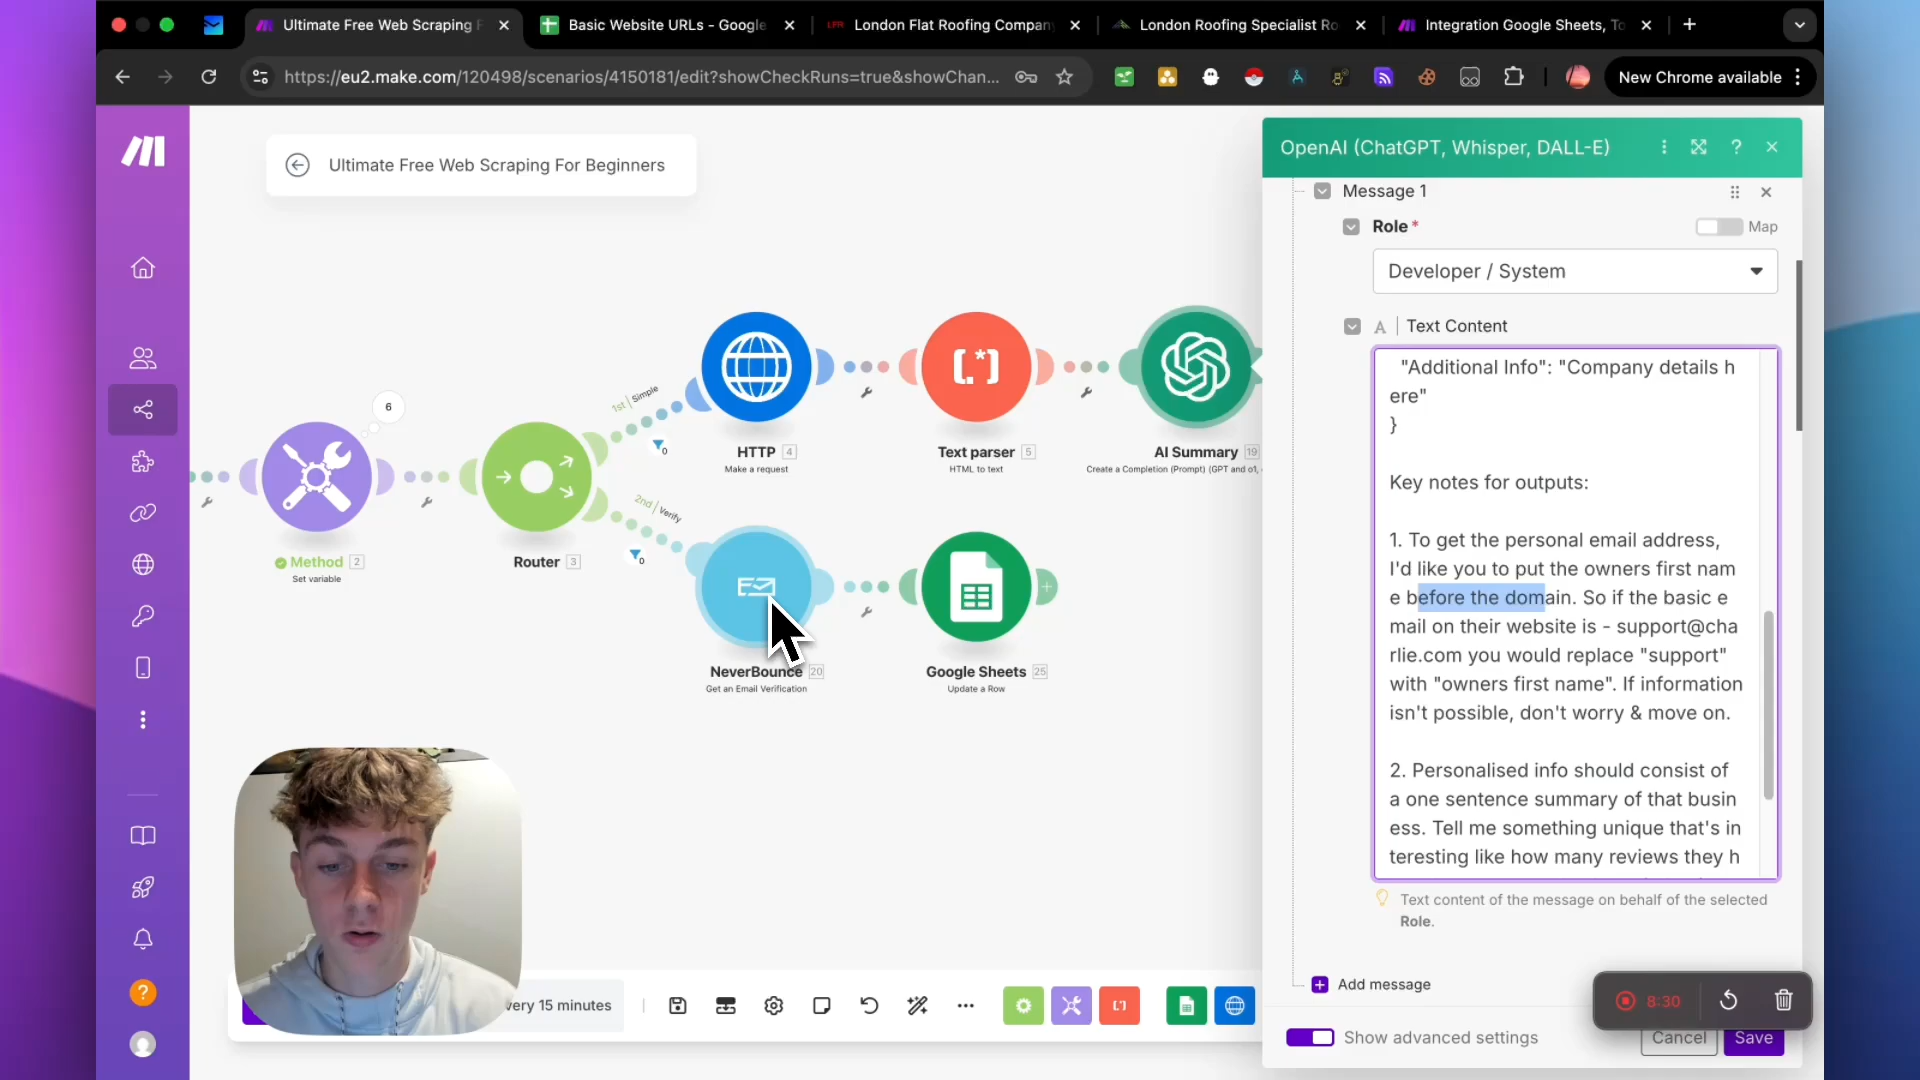 Ultimate Free Web Scraping F
Basic Website URLs - Google
LFR London Flat Roofing Company
London Roofing Specialist Ro
Integration Google Sheets, To
https://eu2.make.com/120498/scenarios/4150181/edit?showCheckRuns=true&showChan...
New Chrome available
Ultimate Free Web Scraping For Beginners
OpenAI (ChatGPT, Whisper, DALL-E)
Message 1
Role *
Map
Developer / System
A | Text Content
"Additional Info": "Company details h
ere"
}
Key notes for outputs:
1. To get the personal email address,
I'd like you to put the owners first nam
e before the domain. So if the basic e
mail on their website is - support@cha
rlie.com you would replace "support"
with "owners first name". If information
isn't possible, don't worry & move on.
2. Personalised info should consist of
a one sentence summary of that busin
ess. Tell me something unique that's in
teresting like how many reviews they h
Text content of the message on behalf of the selected
Role.
Add message
8:30
Show advanced settings
Cancel
Save
6
Method 2
Set variable
Router 3
1st | Simple
0
2nd | Verify
0
HTTP 4
Make a request
Text parser 5
HTML to text
AI Summary 19
Create a Completion (Prompt) (GPT and o1,
NeverBounce 20
Get an Email Verification
Google Sheets 25
Update a Row
very 15 minutes